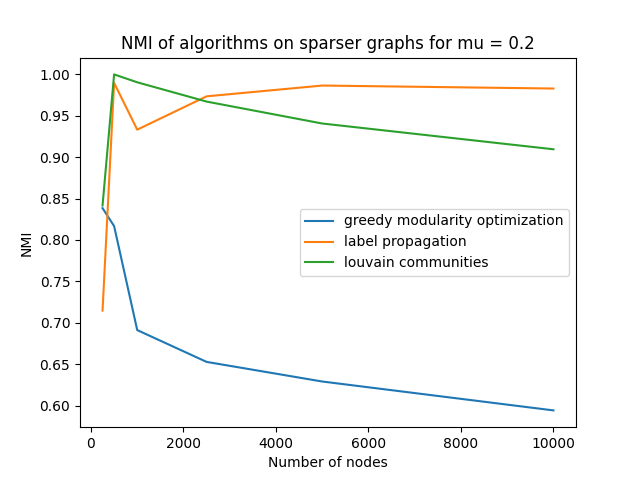 NMI of algorithms on sparser graphs for mu = 0.2
1.00
0.95
0.90
0.85
0.80
0.75
0.70
0.65
0.60
NMI
greedy modularity optimization
label propagation
louvain communities
0 2000 4000 6000 8000 10000
Number of nodes